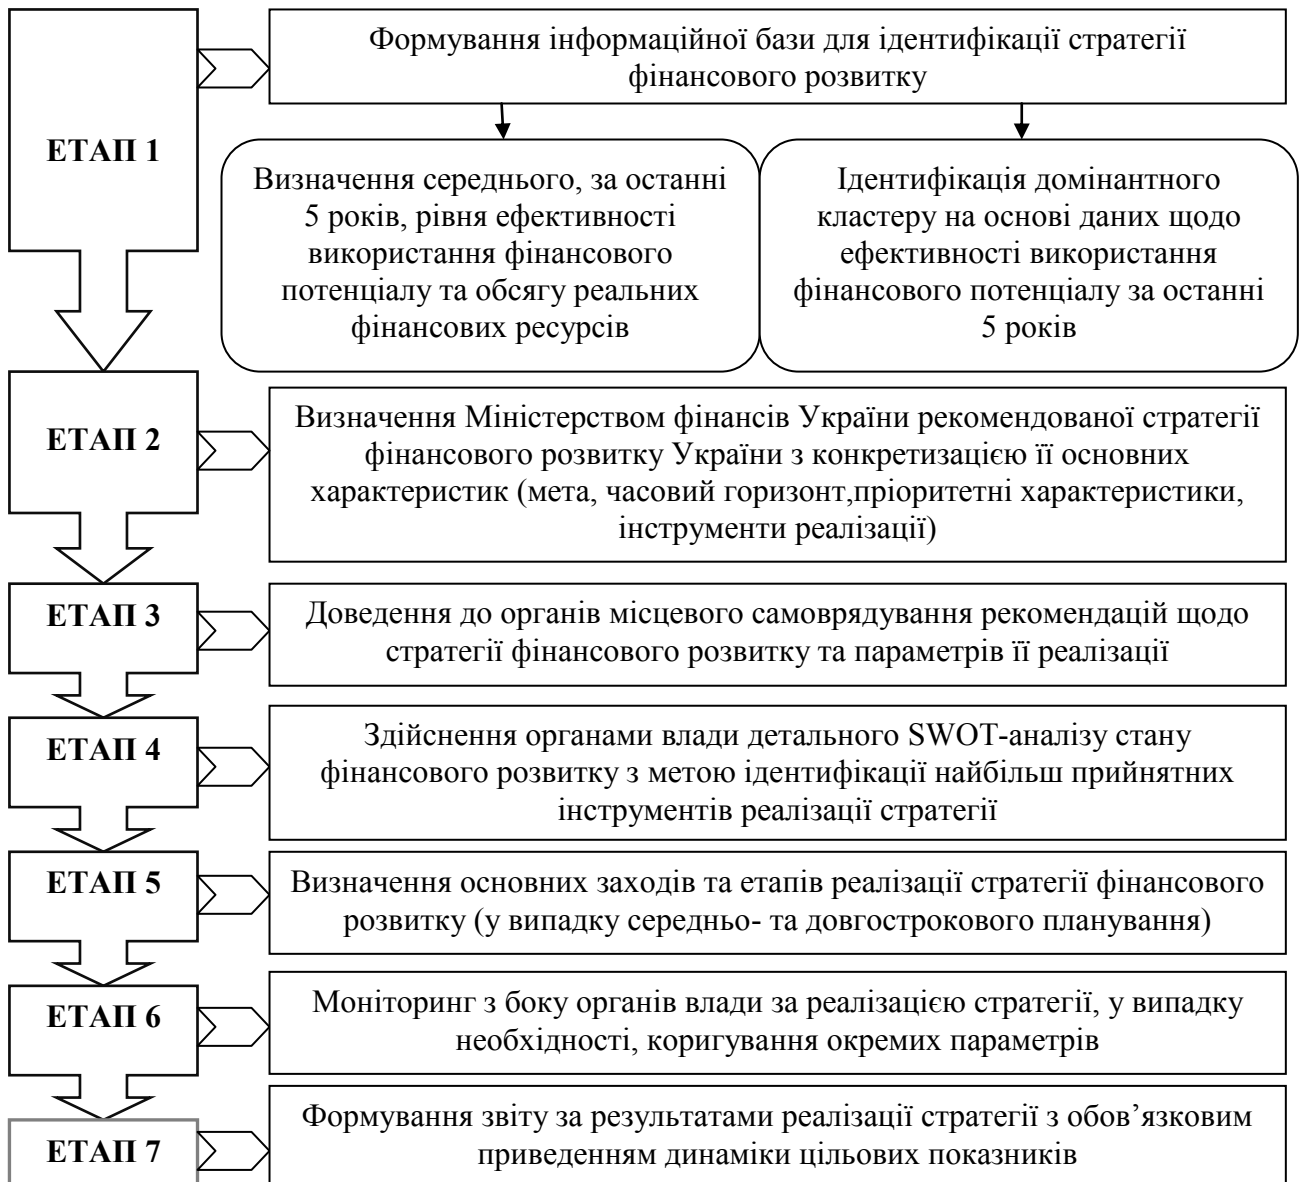 ЕТАП 1
Формування інформаційної бази для ідентифікації стратегії
фінансового розвитку
Визначення середнього, за останні
5 років, рівня ефективності
використання фінансового
потенціалу та обсягу реальних
фінансових ресурсів
Ідентифікація домінантного
кластеру на основі даних щодо
ефективності використання
фінансового потенціалу за останні
5 років
ЕТАП 2
Визначення Міністерством фінансів України рекомендованої стратегії
фінансового розвитку України з конкретизацією її основних
характеристик (мета, часовий горизонт,пріоритетні характеристики,
інструменти реалізації)
ЕТАП 3
Доведення до органів місцевого самоврядування рекомендацій щодо
стратегії фінансового розвитку та параметрів її реалізації
ЕТАП 4
Здійснення органами влади детального SWOT-аналізу стану
фінансового розвитку з метою ідентифікації найбільш прийнятних
інструментів реалізації стратегії
ЕТАП 5
Визначення основних заходів та етапів реалізації стратегії фінансового
розвитку (у випадку середньо- та довгострокового планування)
ЕТАП 6
Моніторинг з боку органів влади за реалізацією стратегії, у випадку
необхідності, коригування окремих параметрів
ЕТАП 7
Формування звіту за результатами реалізації стратегії з обов’язковим
приведенням динаміки цільових показників